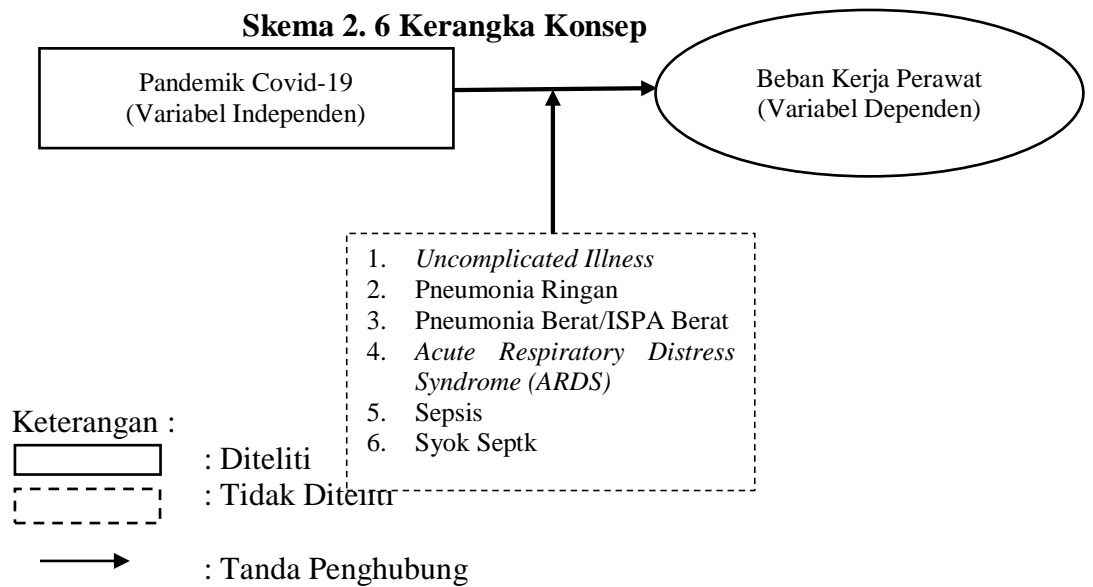 Skema 2. 6 Kerangka Konsep
Pandemik Covid-19
(Variabel Independen)
Beban Kerja Perawat
(Variabel Dependen)
1. Uncomplicated Illness
2. Pneumonia Ringan
3. Pneumonia Berat/ISPA Berat
4. Acute Respiratory Distress
Syndrome (ARDS)
5. Sepsis
6. Syok Septk
Keterangan :
: Diteliti
: Tidak Diteliti
: Tanda Penghubung